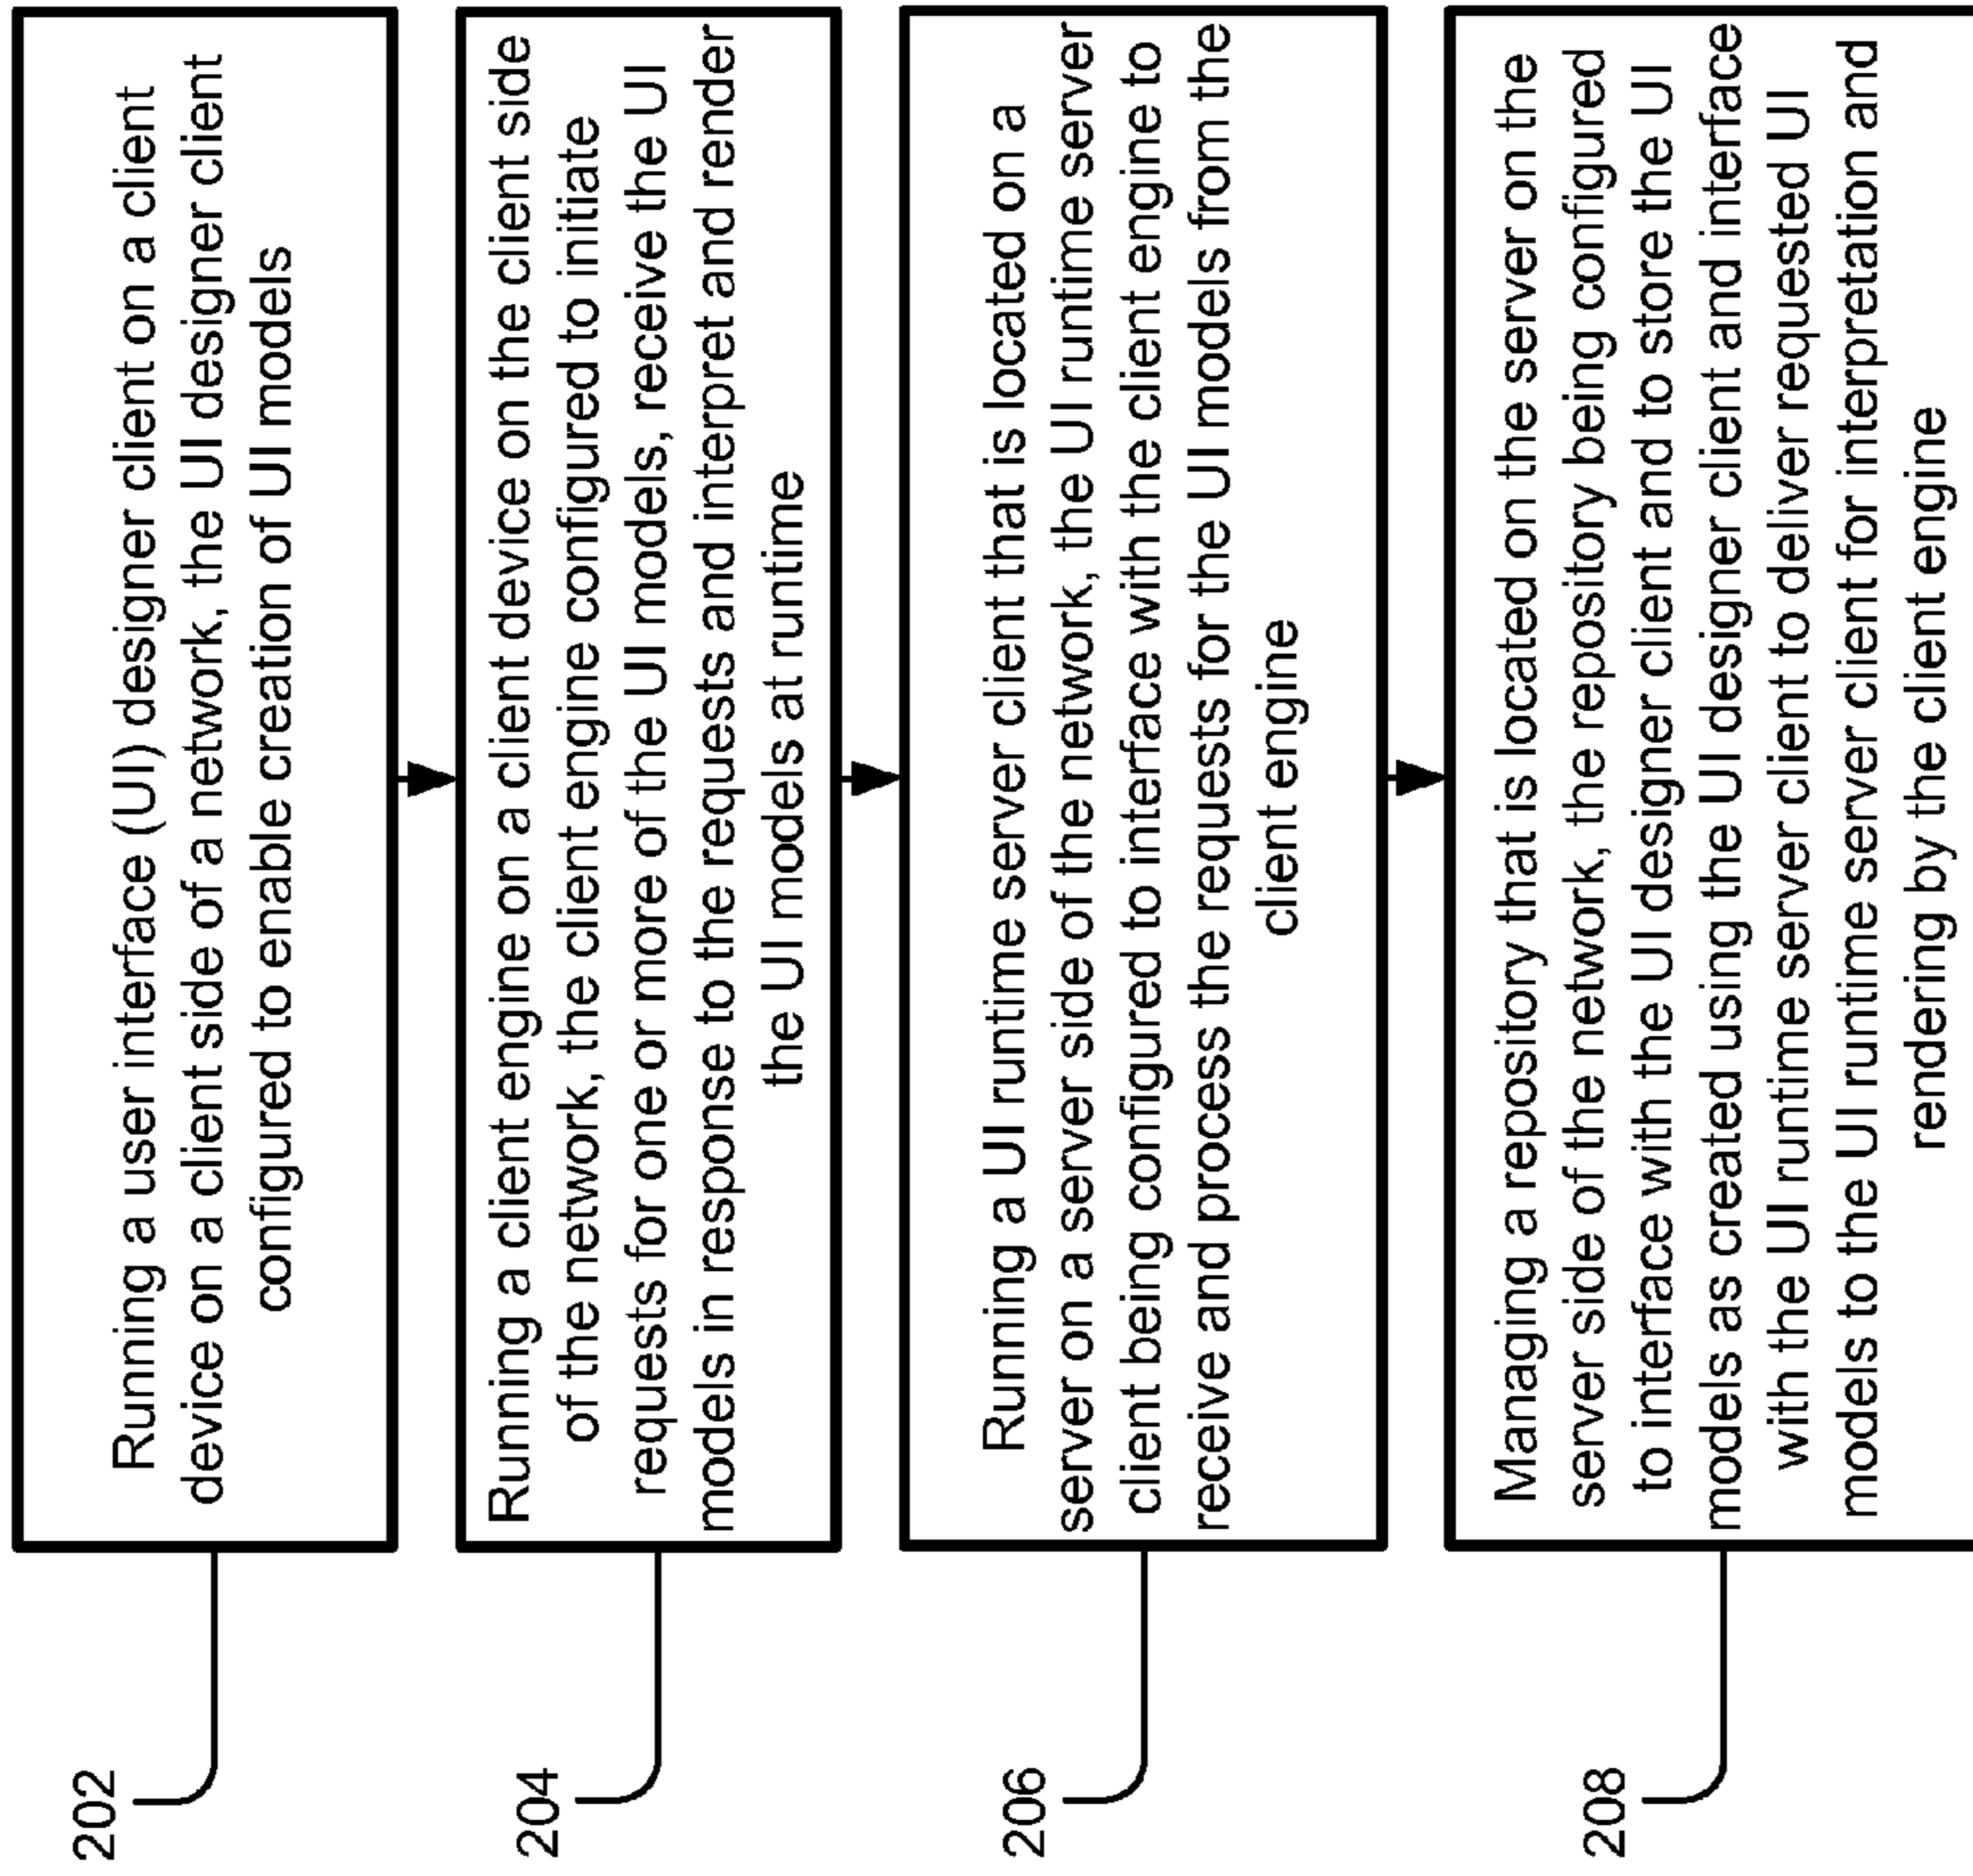 202
Running a user interface (UI) designer client on a client
device on a client side of a network, the UI designer client
configured to enable creation of UI models
204
Running a client engine on a client device on the client side
of the network, the client engine configured to initiate
requests for one or more of the UI models, receive the UI
models in response to the requests and interpret and render
the UI models at runtime
206
Running a UI runtime server client that is located on a
server on a server side of the network, the UI runtime server
client being configured to interface with the client engine to
receive and process the requests for the UI models from the
client engine
208
Managing a repository that is located on the server on the
server side of the network, the repository being configured
to interface with the UI designer client and to store the UI
models as created using the UI designer client and interface
with the UI runtime server client to deliver requested UI
models to the UI runtime server client for interpretation and
rendering by the client engine